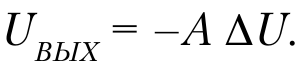 U_ВЫХ = –A ΔU.